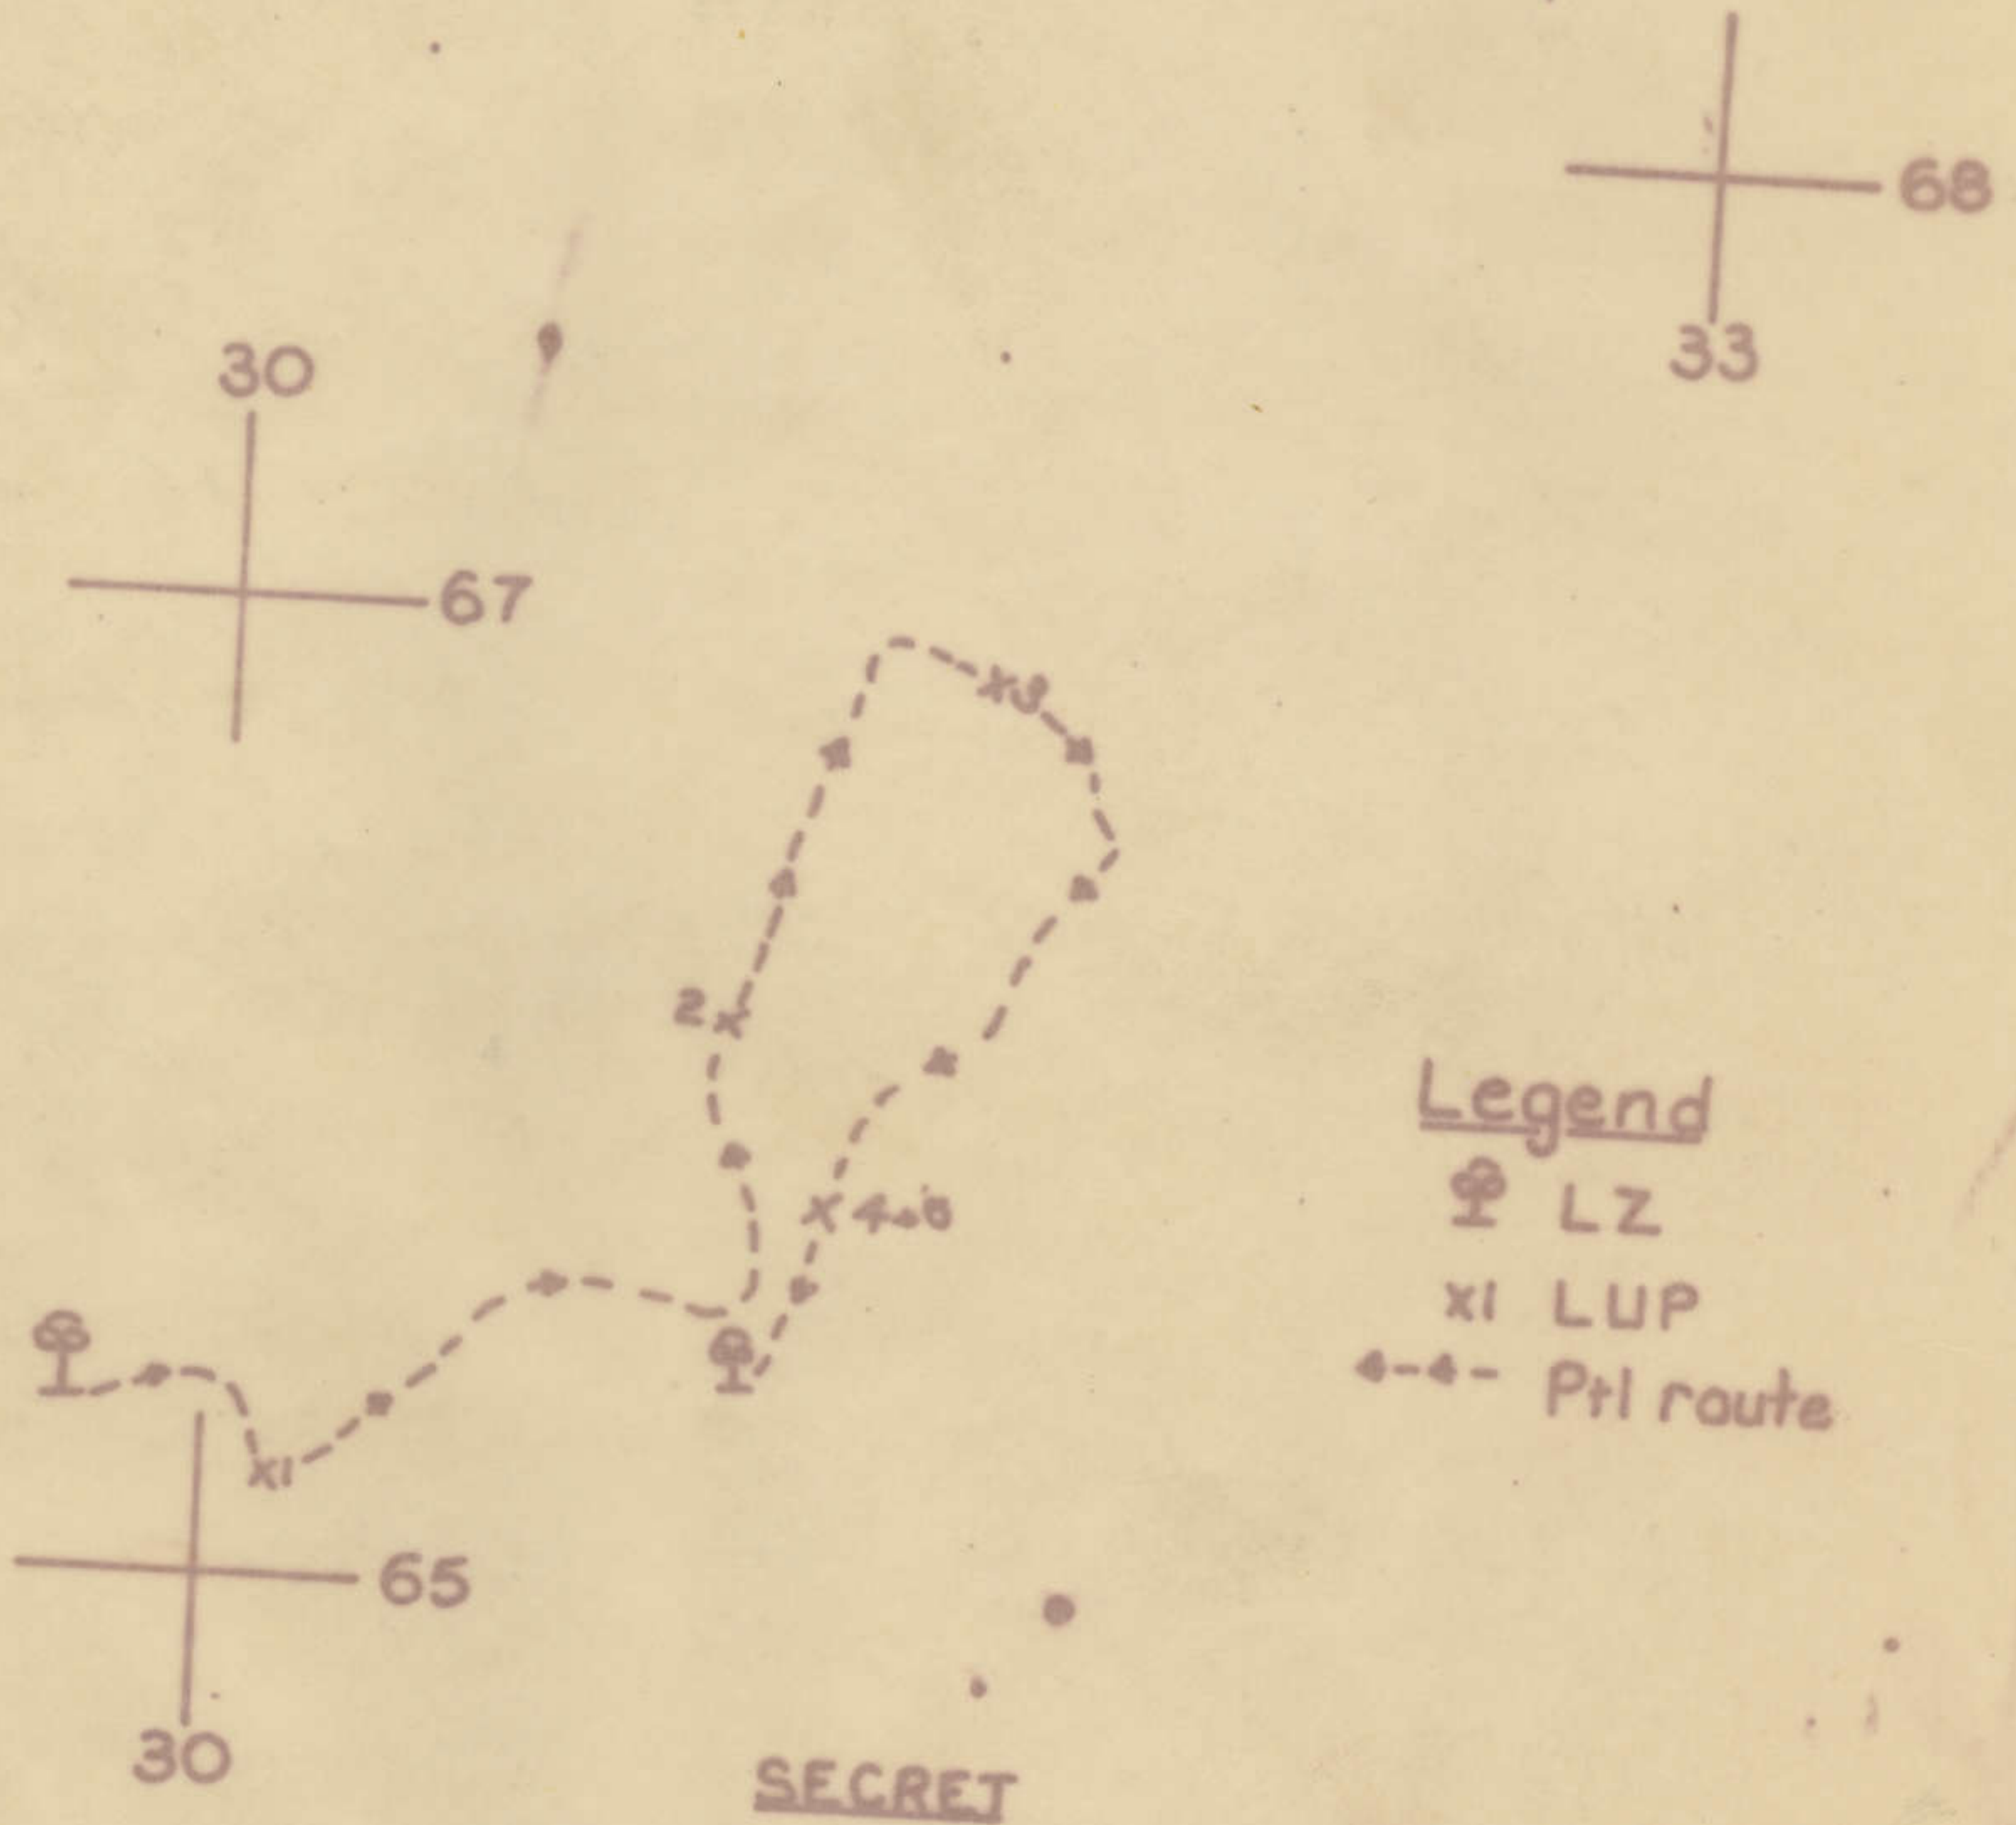 68
33
30
67
x3
2x
Legend
LZ
x1 LUP
Ptl route
x1
65
30
SECRET